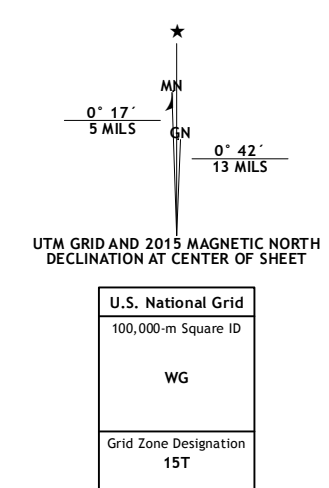 ★
MN
0° 17´
5 MILS
GN
0° 42´
13 MILS
UTM GRID AND 2015 MAGNETIC NORTH
DECLINATION AT CENTER OF SHEET
U.S. National Grid
100,000-m Square ID
WG
Grid Zone Designation
15T